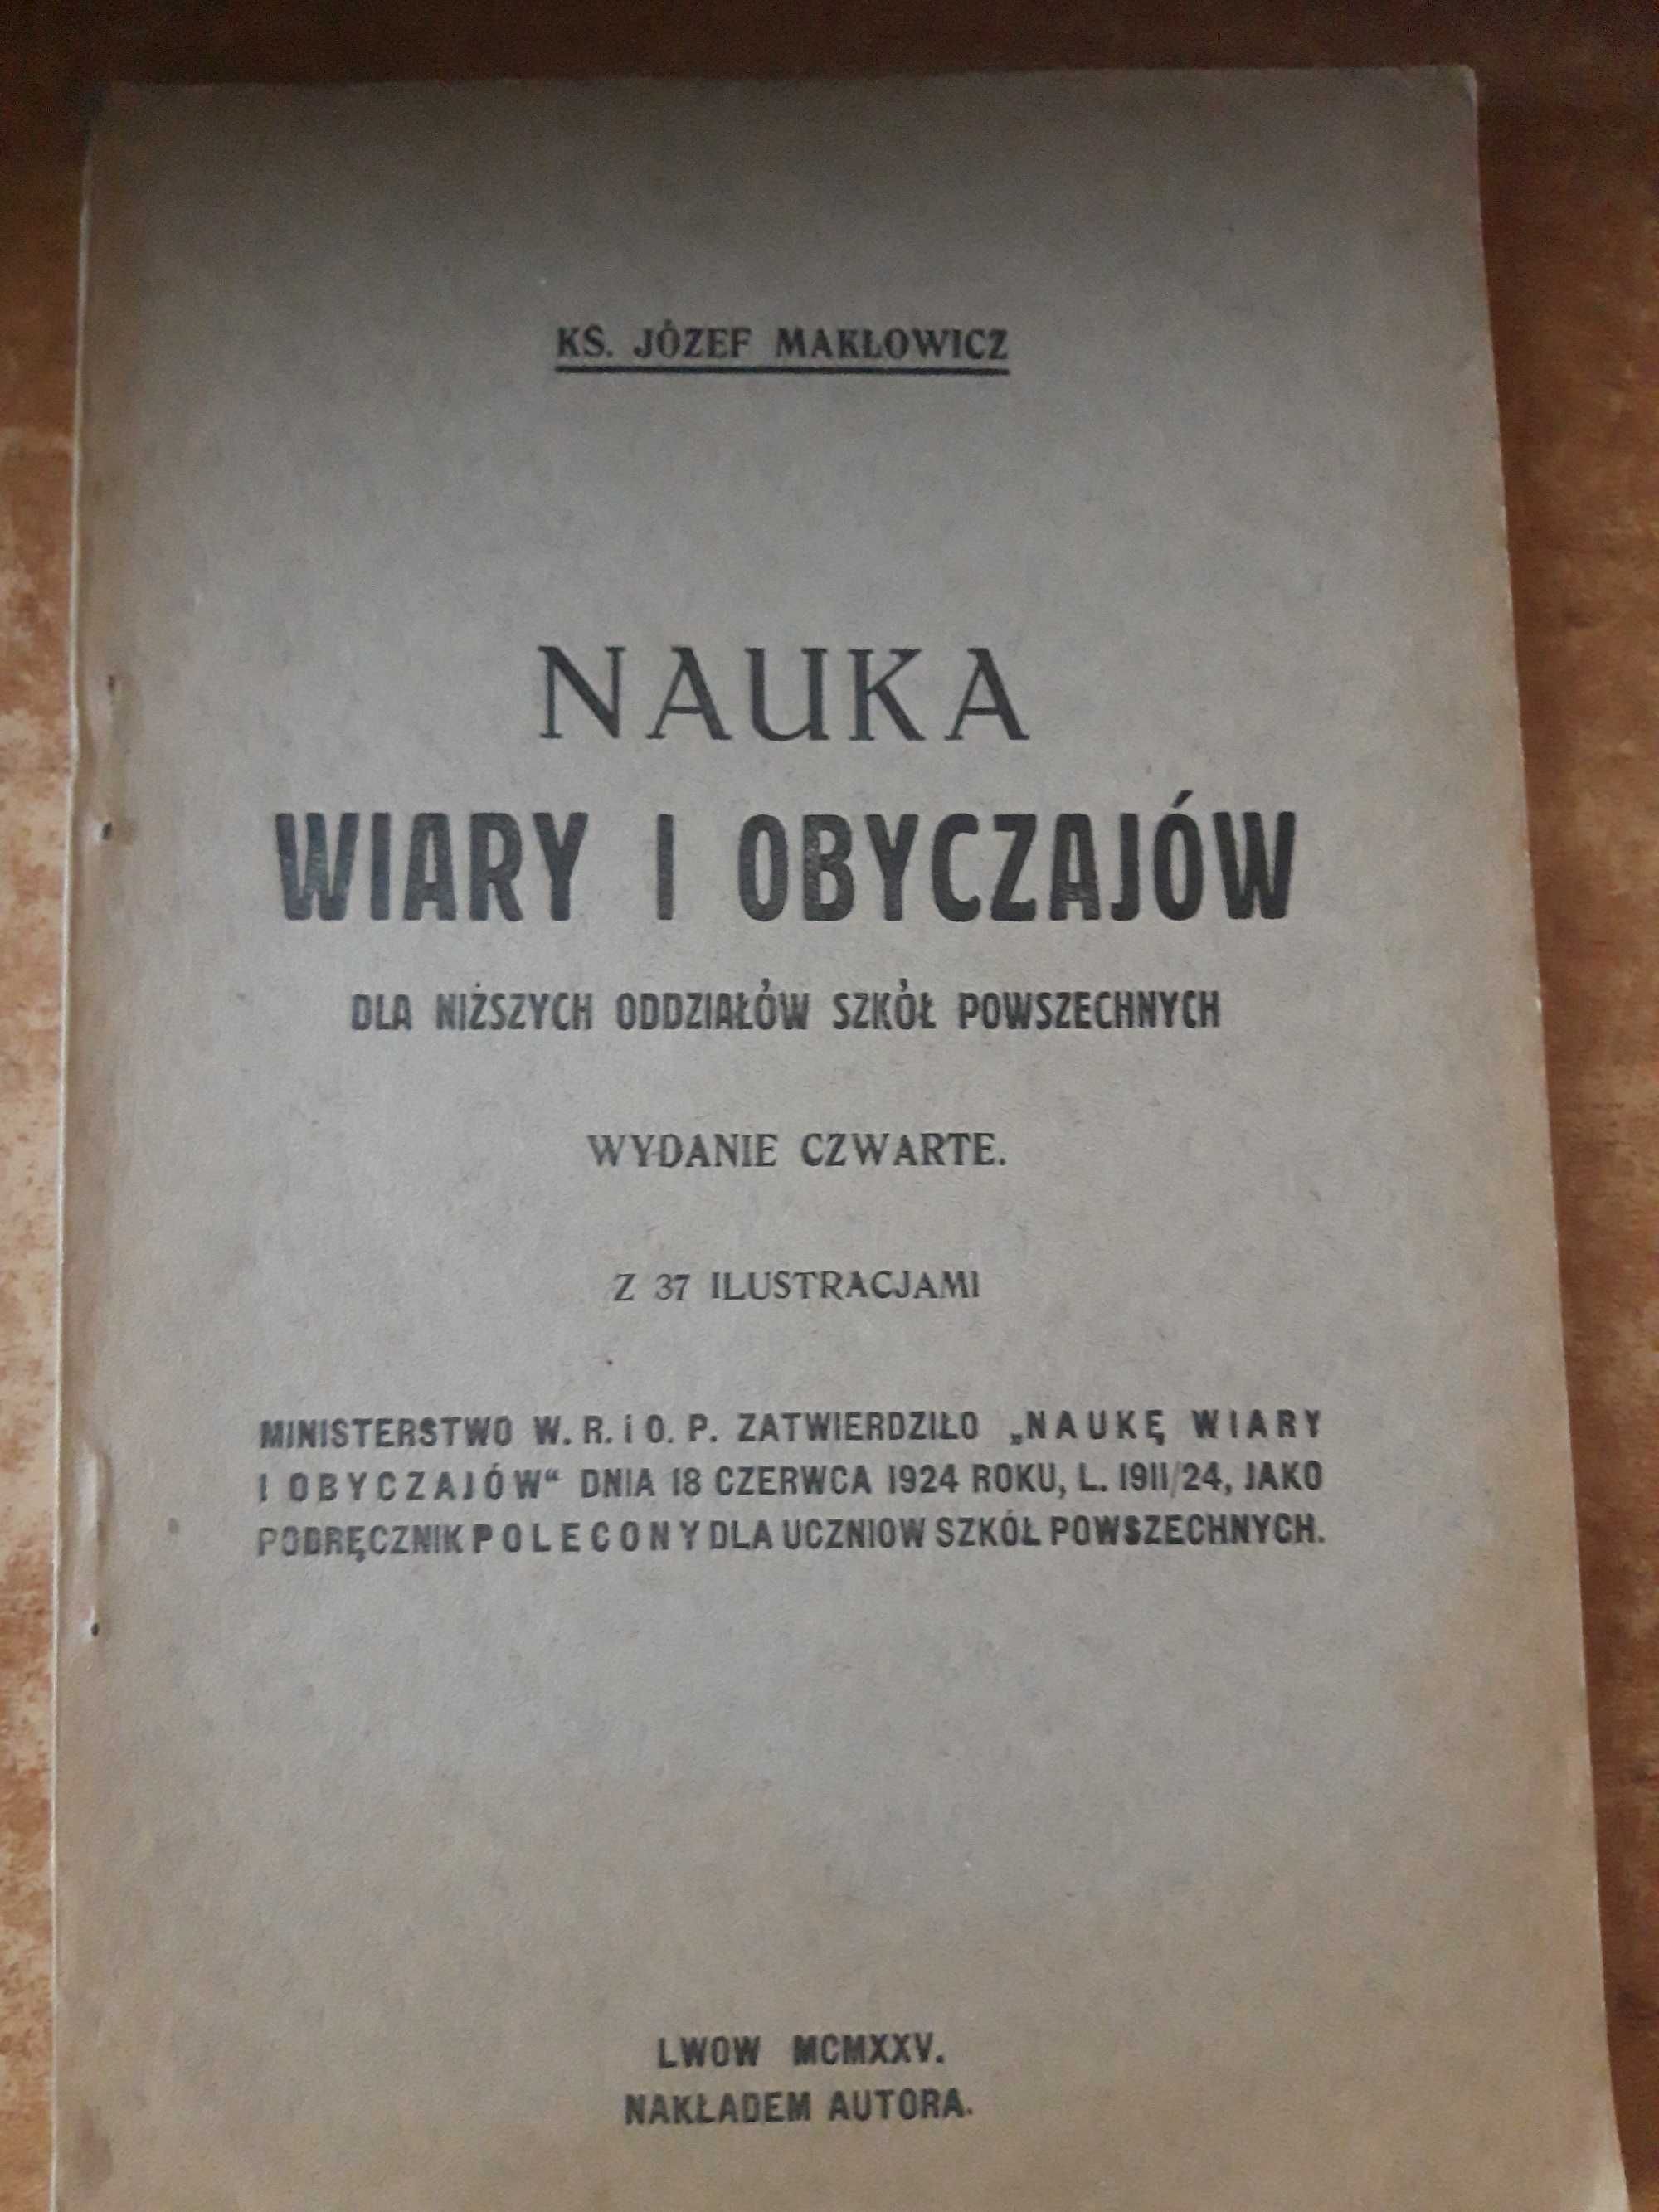 KS. JÓZEF MAKŁOWICZ
NAUKA
WIARY I OBYCZAJÓW
DLA NIŻSZYCH ODDZIAŁÓW SZKÓŁ POWSZECHNYCH
WYDANIE CZWARTE.
Z 37 ILUSTRACJAMI
MINISTERSTWO W. R. i O. P. ZATWIERDZIŁO „NAUKĘ WIARY
I OBYCZAJÓW“ DNIA 18 CZERWCA 1924 ROKU, L. 1911/24, JAKO
PODRĘCZNIK POLECONY DLA UCZNIOW SZKÓŁ POWSZECHNYCH.
LWOW MCMXXV.
NAKŁADEM AUTORA.